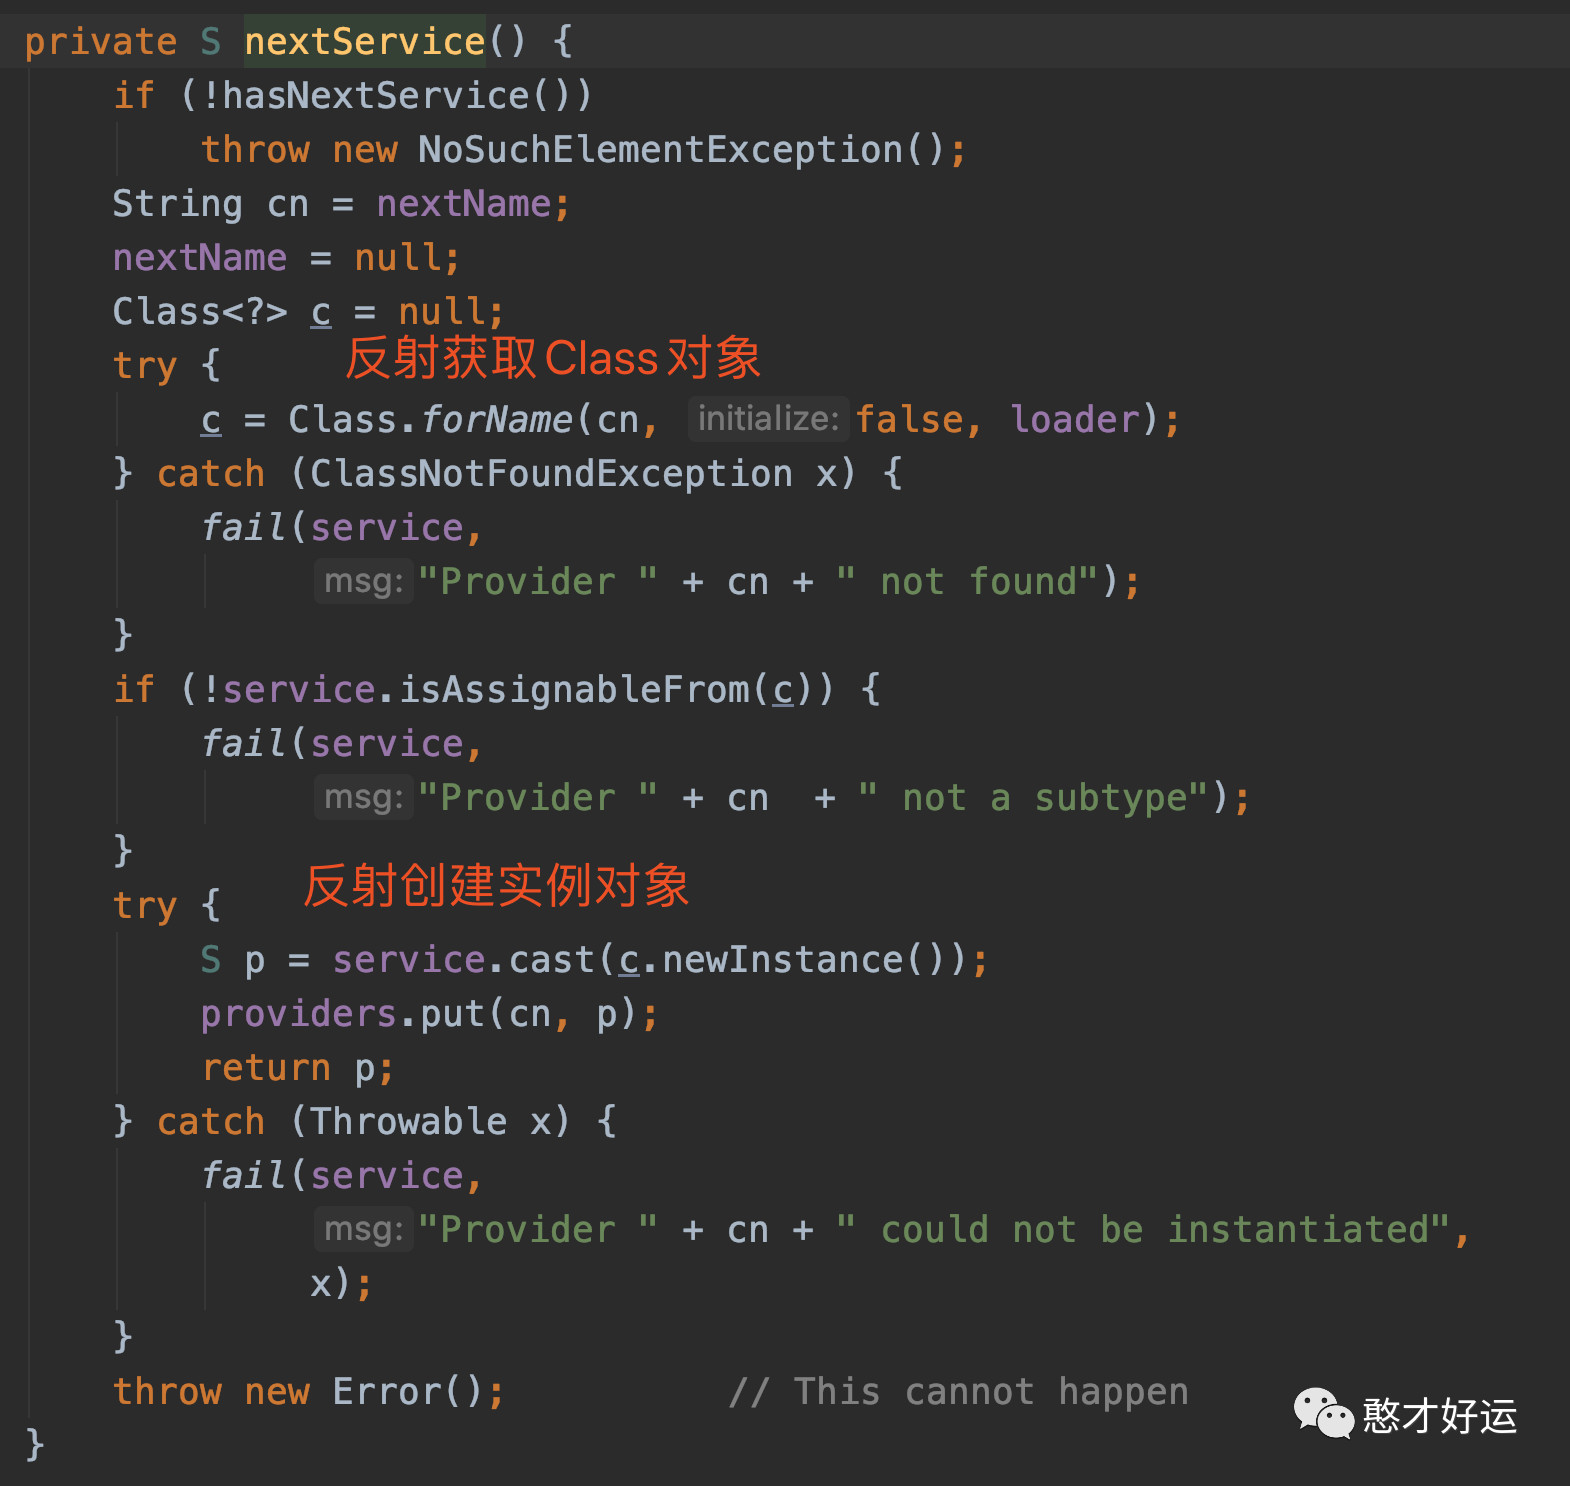 private S nextService() {
if (!hasNextService())
throw new NoSuchElementException();
String cn = nextName;
nextName = null;
Class<?> c = null;
try {
反射获取Class对象
c = Class.forName(cn, initialize: false, loader);
} catch (ClassNotFoundException x) {
fail(service,
msg: "Provider " + cn + " not found");
}
if (!service.isAssignableFrom(c)) {
fail(service,
msg: "Provider " + cn  + " not a subtype");
}
反射创建实例对象
try {
S p = service.cast(c.newInstance());
providers.put(cn, p);
return p;
} catch (Throwable x) {
fail(service,
msg: "Provider " + cn + " could not be instantiated",
x);
}
throw new Error();          // This cannot happen
}
憨才好运